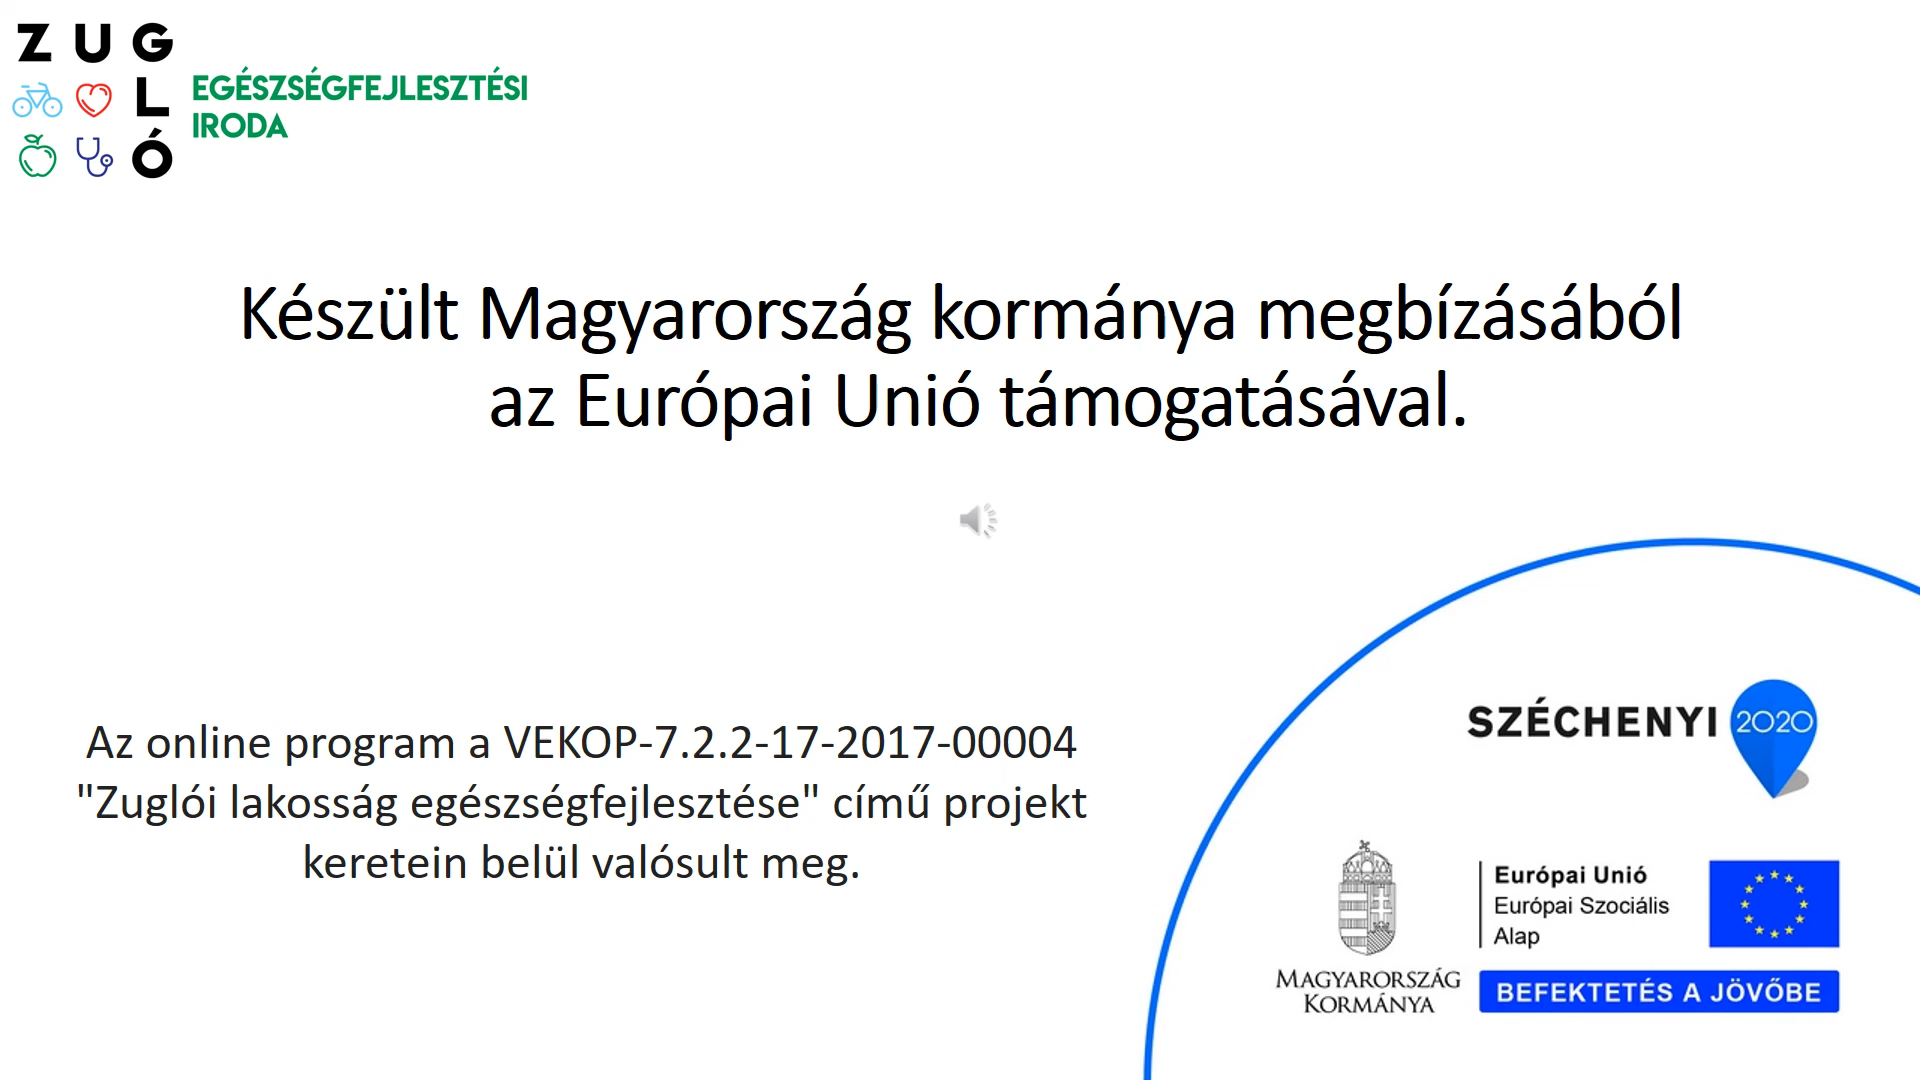 ZUG
L
Ó
EGÉSZSÉGFEJLESZTÉSI
IRODA
Készült Magyarország kormánya megbízásából
az Európai Unió támogatásával.
Az online program a VEKOP-7.2.2-17-2017-00004
"Zuglói lakosság egészségfejlesztése" című projekt
keretein belül valósult meg.
SZÉCHENYI 2020
Európai Unió
Európai Szociális
Alap
MAGYARORSZÁG
KORMÁNYA
BEFEKTETÉS A JÖVŐBE